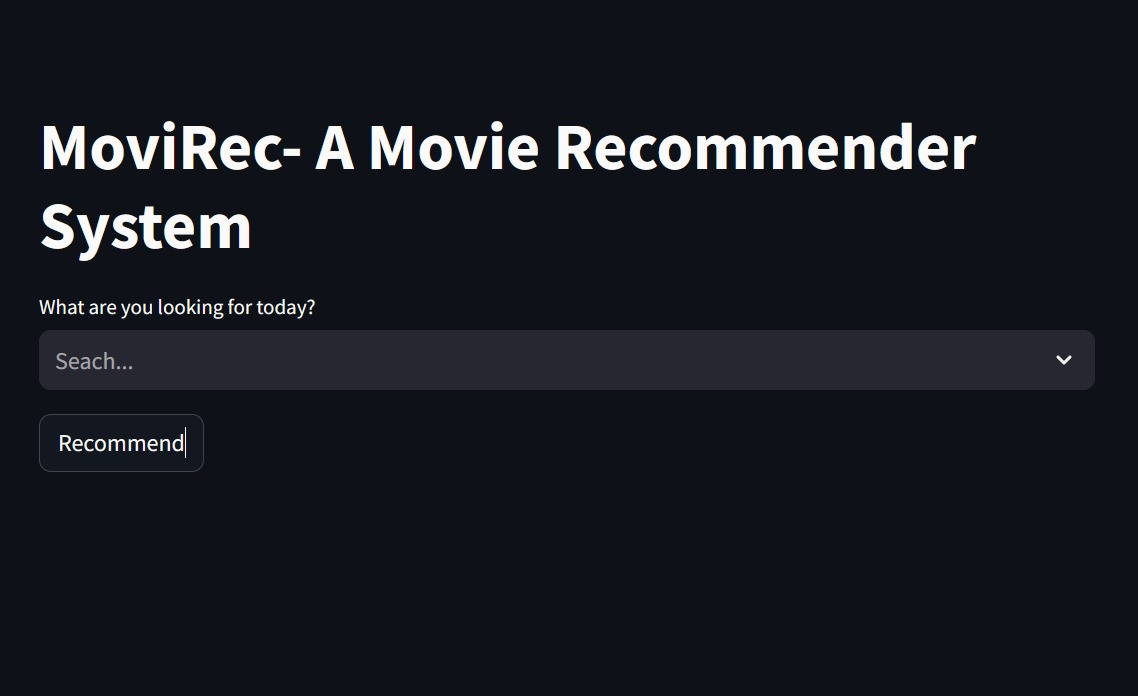 MoviRec- A Movie Recommender
System
What are you looking for today?
Seach...
Recommend